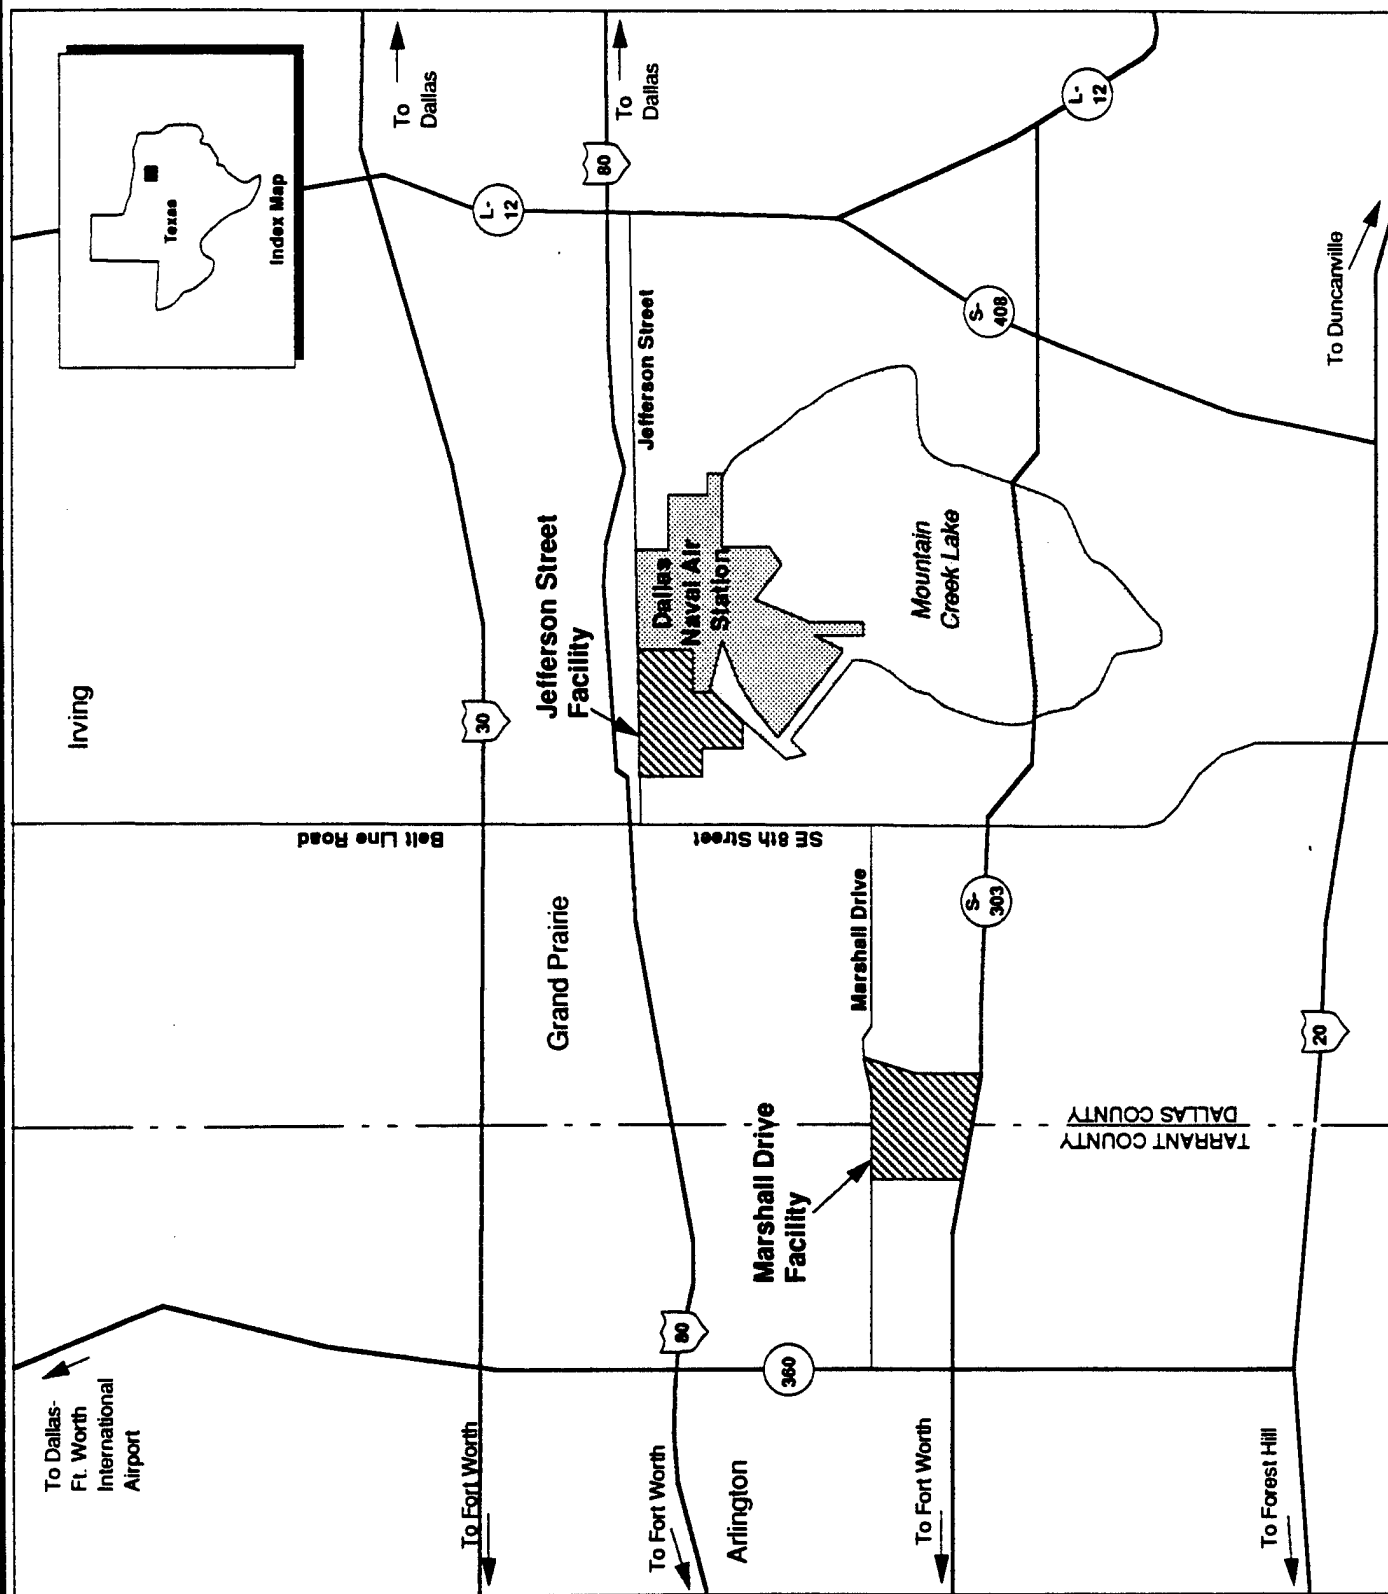 To Dallas-
Ft. Worth
International
Airport
Irving
Texas
Index Map
To
Dallas
To Fort Worth
30
Belt Line Road
L-
12
80
To
Dallas
Grand Prairie
Jefferson Street
Facility
Jefferson Street
To Fort Worth
80
SE 8th Street
Dallas
Naval Air
Station
Arlington
360
Marshall Drive
Facility
Marshall Drive
Mountain
Creek Lake
To Fort Worth
S-
303
S-
408
L-
12
TARRANT COUNTY
DALLAS COUNTY
To Forest Hill
20
To Duncanville